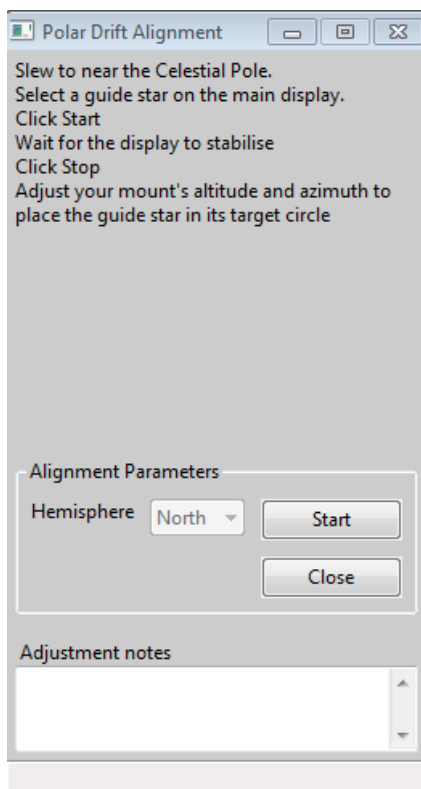 Polar Drift Alignment
Slew to near the Celestial Pole.
Select a guide star on the main display.
Click Start
Wait for the display to stabilise
Click Stop
Adjust your mount's altitude and azimuth to
place the guide star in its target circle
Alignment Parameters
Hemisphere North Start
Close
Adjustment notes